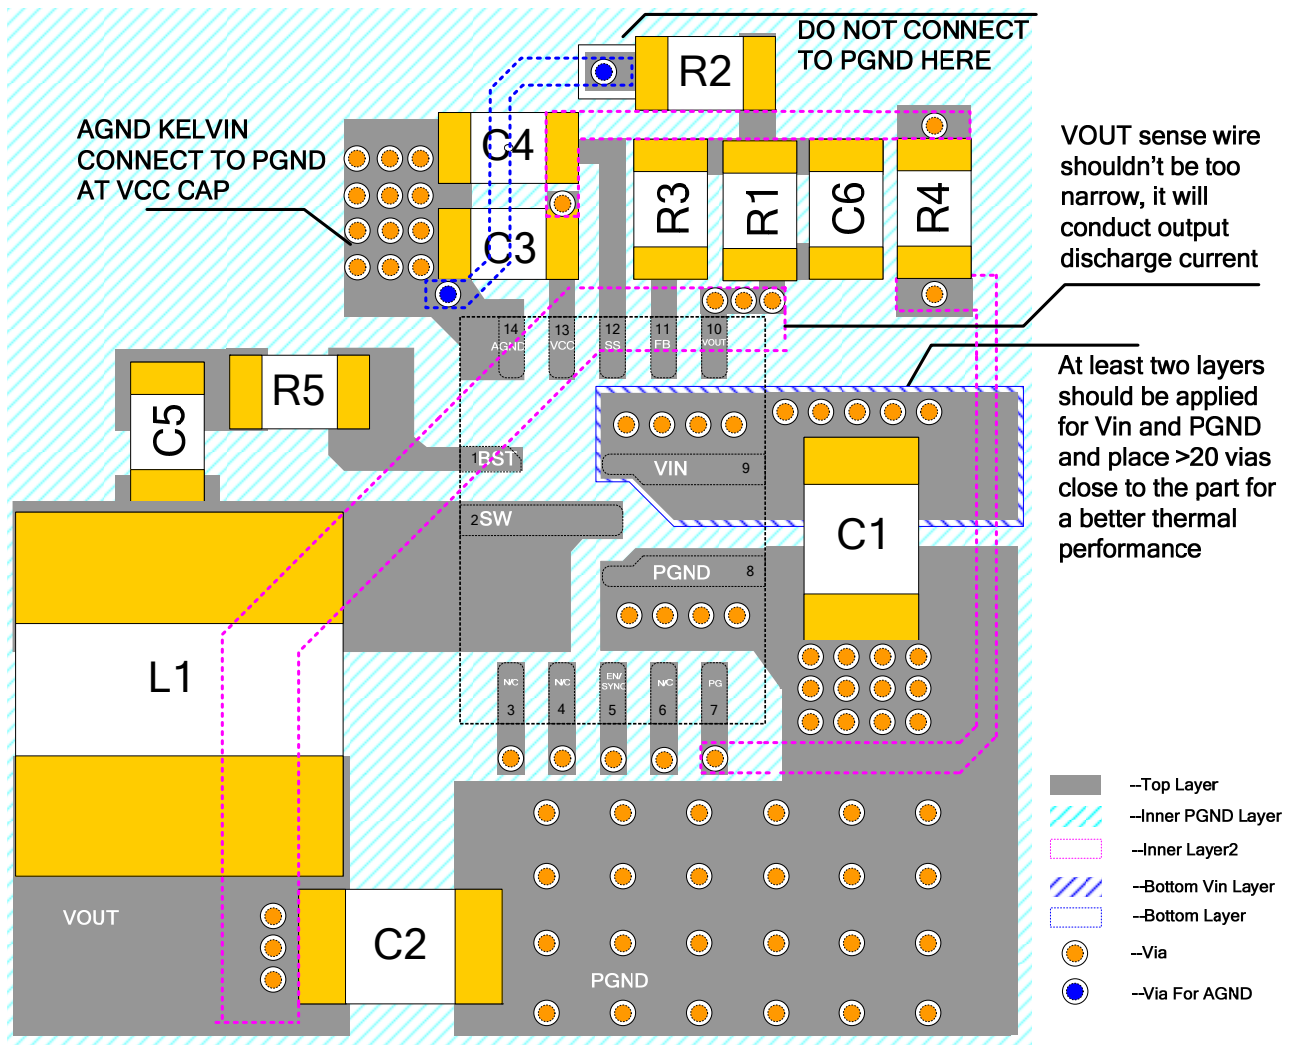 DO NOT CONNECT
TO PGND HERE
R2
AGND KELVIN
CONNECT TO PGND
AT VCC CAP
C4
C3
R3
R1
C6
R4
VOUT sense wire
shouldn't be too
narrow, it will
conduct output
discharge current
14
13
12
11
10
AGND
VCC
SS
FB
VOUT
At least two layers
should be applied
for Vin and PGND
and place >20 vias
close to the part for
a better thermal
performance
C5
R5
1
BST
VIN
9
2
SW
C1
PGND
8
L1
N/C
N/C
EN/
SYNC
N/C
PG
3
4
5
6
7
VOUT
C2
PGND
--Top Layer
--Inner PGND Layer
--Inner Layer2
--Bottom Vin Layer
--Bottom Layer
--Via
--Via For AGND